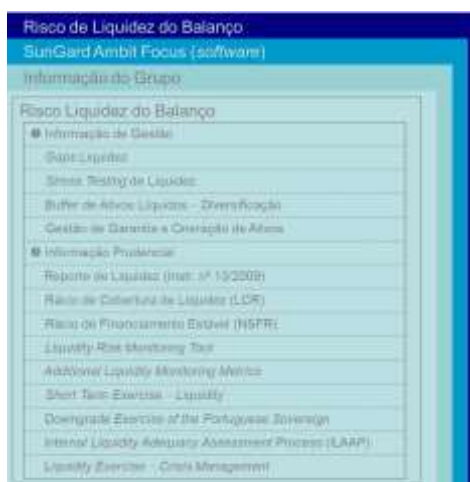 Risco de Liquidez do Balanço
SunGard Ambit Focus (software)
Informação do Grupo
Risco Liquidez do Balanço
Informação de Gestão
Gaps Liquidez
Stress Testing de Liquidez
Buffer de Ativos Líquidos - Diversificação
Gestão de Garantia e Oneração de Ativos
Informação Prudencial
Reporte de Liquidez (Instr. nº 13/2009)
Rácio de Cobertura de Liquidez (LCR)
Rácio de Financiamento Estável (NSFR)
Liquidity Risk Monitoring Tool
Additional Liquidity Monitoring Metrics
Short Term Exercise - Liquidity
Downgrade Exercise of the Portuguese Sovereign
Internal Liquidity Adequacy Assessment Process (ILAAP)
Liquidity Exercise - Crisis Management